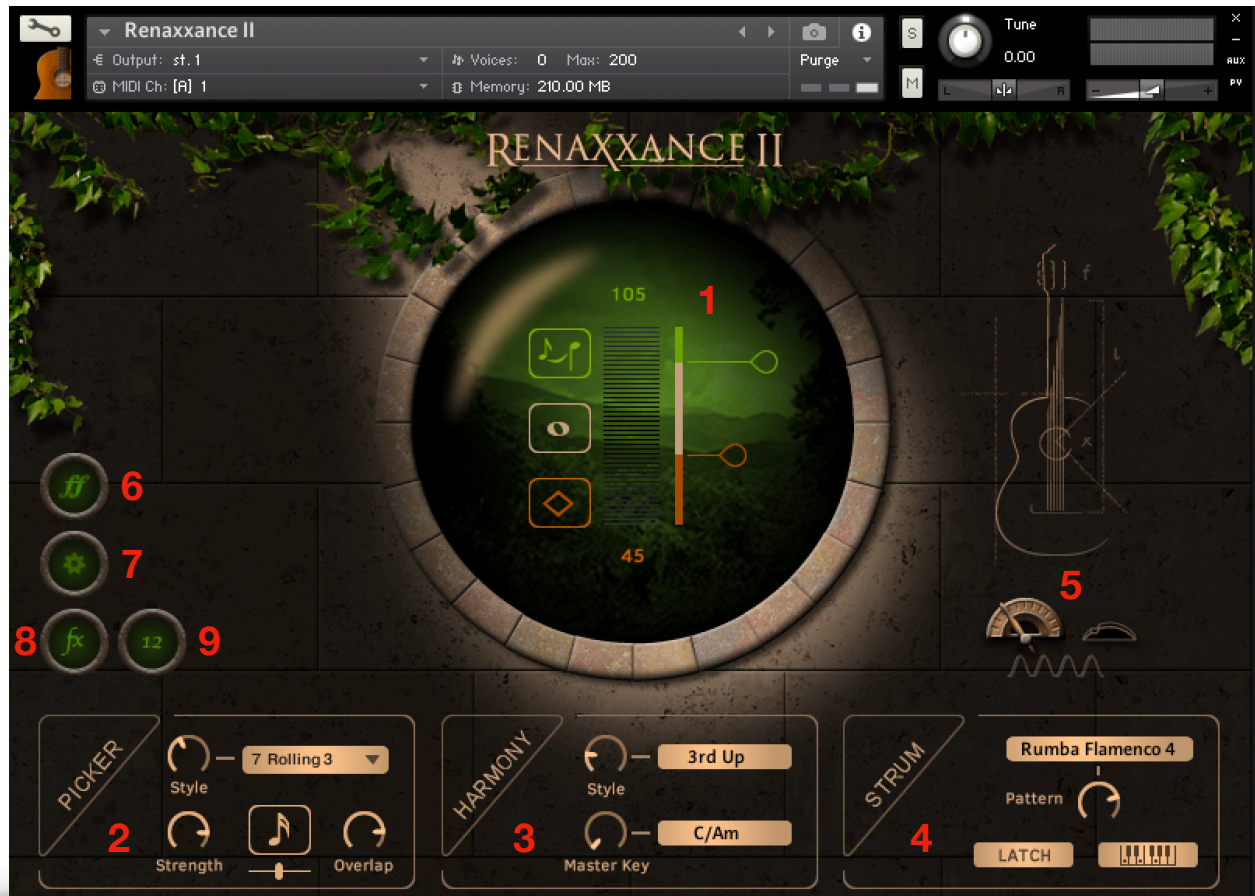 Renaxxance II
Output: st. 1
MIDI Ch: [A] 1
Voices: 0 Max: 200
Memory: 210.00 MB
Purge
S
M
Tune
0.00
L R
- +
x
-
AUX
PV
RENAXXANCE II
105
1
45
f
l
x
5
ff
6
7
8
fx
12
9
PICKER
7 Rolling 3
Style
2
Strength
Overlap
HARMONY
3rd Up
Style
3
C/Am
Master Key
STRUM
Rumba Flamenco 4
Pattern
4
LATCH